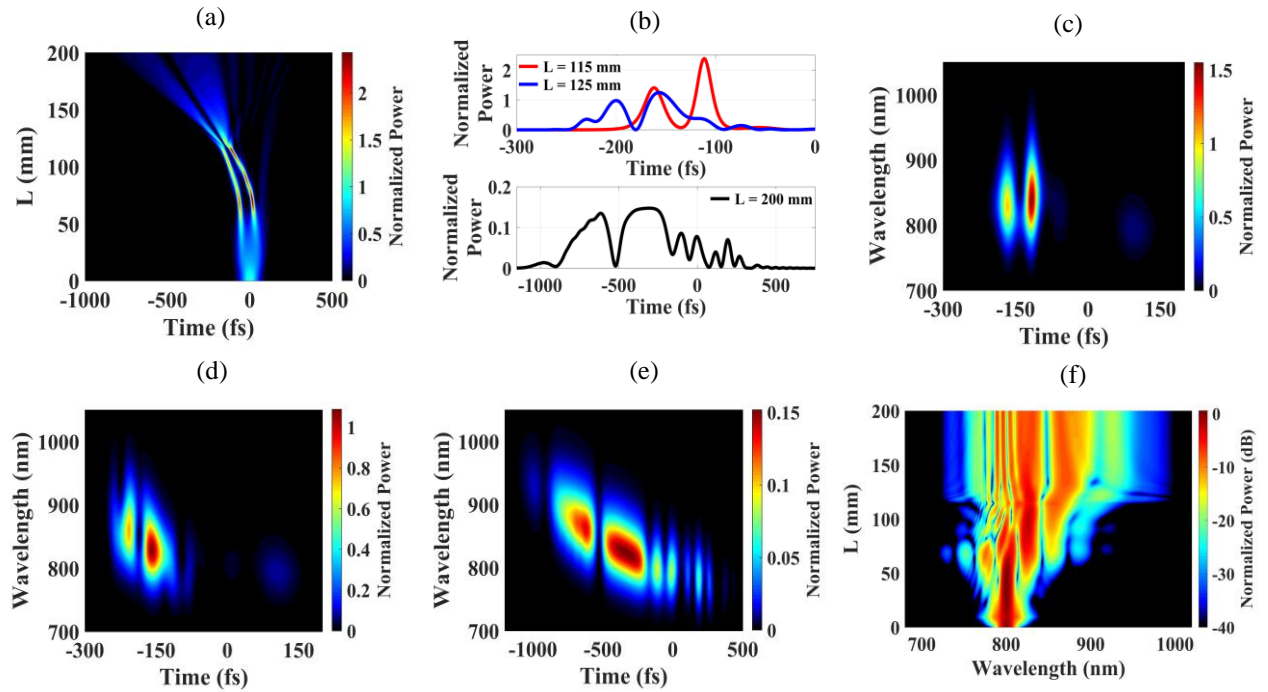 (a)
200
150
100
50
0
-1000
-500
0
500
L (mm)
Time (fs)
2
1.5
1
0.5
0
Normalized Power
(b)
Normalized
Power
2
1
0
L = 115 mm
L = 125 mm
-300
-200
-100
0
Time (fs)
Normalized
Power
0.2
0.1
0
L = 200 mm
-1000
-500
0
500
Time (fs)
(c)
Wavelength (nm)
1000
900
800
700
-300
-150
0
150
Time (fs)
1.5
1
0.5
0
Normalized Power
(d)
Wavelength (nm)
1000
900
800
700
-300
-150
0
150
Time (fs)
1
0.8
0.6
0.4
0.2
0
Normalized Power
(e)
Wavelength (nm)
1000
900
800
700
-1000
-500
0
500
Time (fs)
0.15
0.1
0.05
0
Normalized Power
(f)
L (mm)
200
150
100
50
0
700
800
900
1000
Wavelength (nm)
0
-10
-20
-30
-40
Normalized Power (dB)